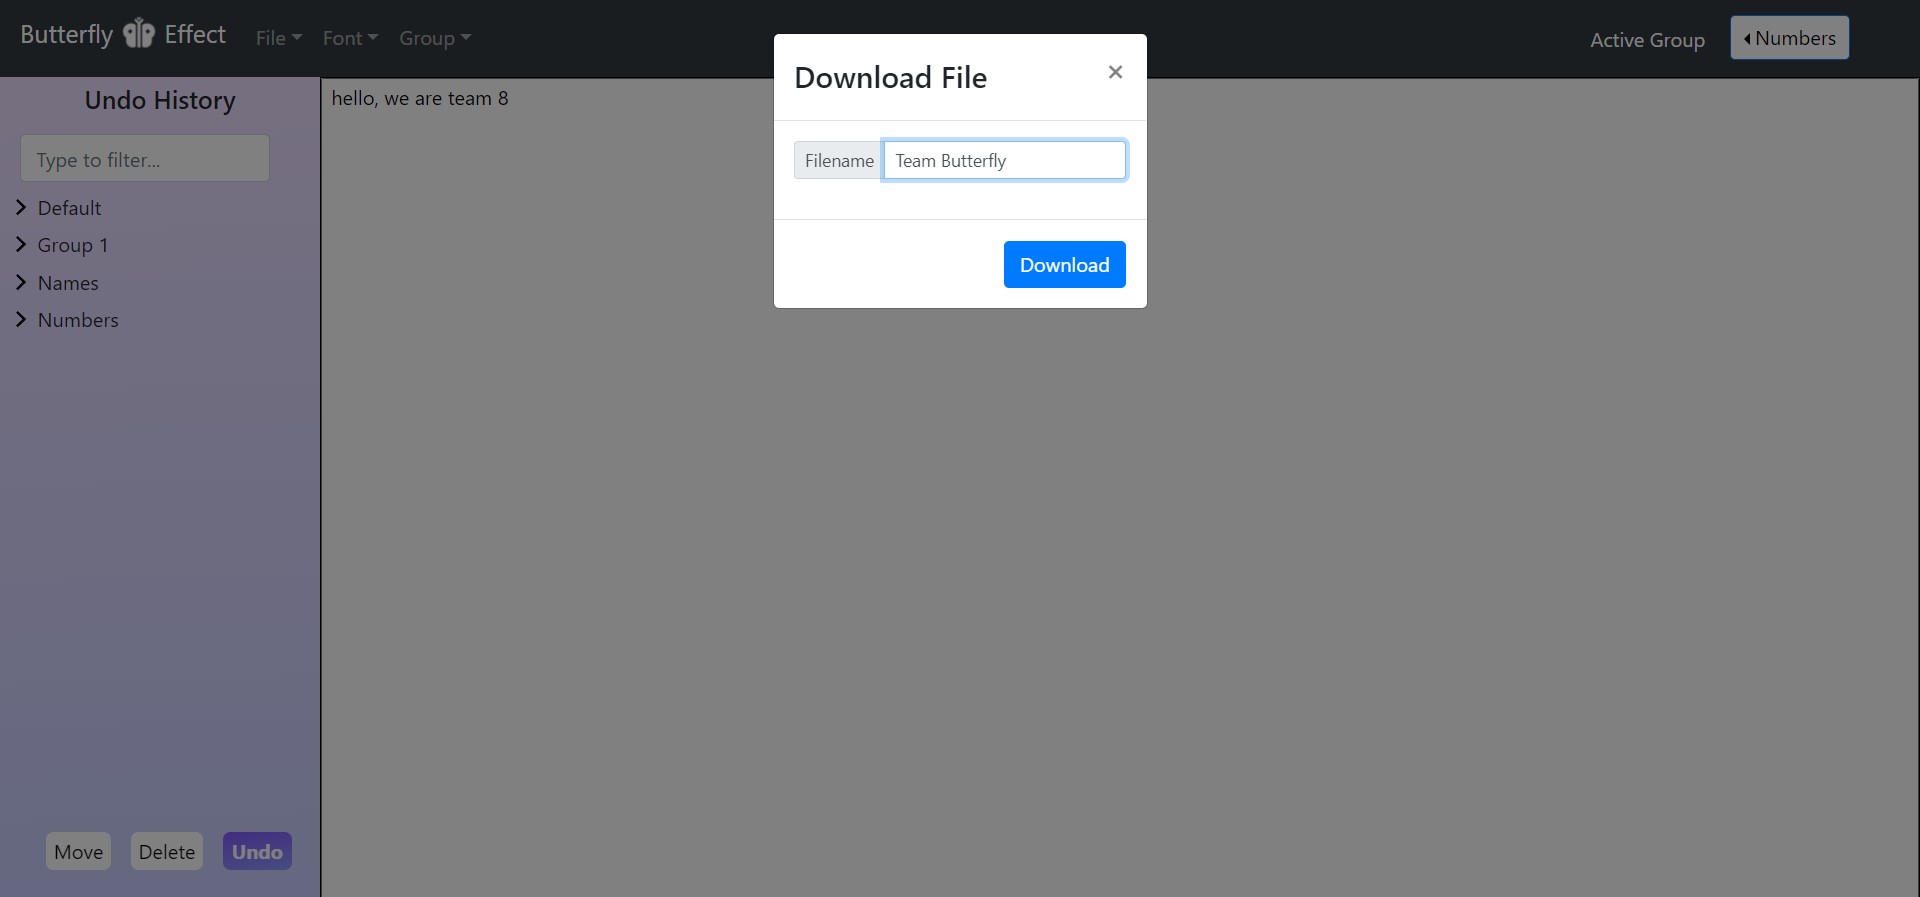 Butterfly Effect File Font Group Active Group Numbers
Download File ×
Filename Team Butterfly
Download
Undo History
Type to filter...
Default
Group 1
Names
Numbers
Move Delete Undo
hello, we are team 8